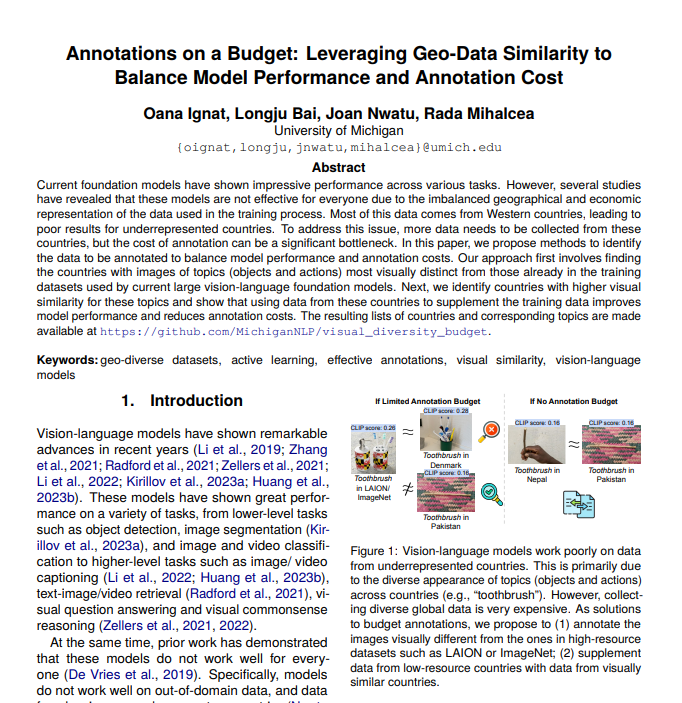 Annotations on a Budget: Leveraging Geo-Data Similarity to
Balance Model Performance and Annotation Cost
Oana Ignat, Longju Bai, Joan Nwatu, Rada Mihalcea
University of Michigan
{oignat,longju,jnwatu,mihalcea}@umich.edu
Abstract
Current foundation models have shown impressive performance across various tasks. However, several studies
have revealed that these models are not effective for everyone due to the imbalanced geographical and economic
representation of the data used in the training process. Most of this data comes from Western countries, leading to
poor results for underrepresented countries. To address this issue, more data needs to be collected from these
countries, but the cost of annotation can be a significant bottleneck. In this paper, we propose methods to identify
the data to be annotated to balance model performance and annotation costs. Our approach first involves finding
the countries with images of topics (objects and actions) most visually distinct from those already in the training
datasets used by current large vision-language foundation models. Next, we identify countries with higher visual
similarity for these topics and show that using data from these countries to supplement the training data improves
model performance and reduces annotation costs. The resulting lists of countries and corresponding topics are made
available at https://github.com/MichiganNLP/visual_diversity_budget.
Keywords: geo-diverse datasets, active learning, effective annotations, visual similarity, vision-language
models
1. Introduction
Vision-language models have shown remarkable
advances in recent years (Li et al., 2019; Zhang
et al., 2021; Radford et al., 2021; Zellers et al., 2021;
Li et al., 2022; Kirillov et al., 2023a; Huang et al.,
2023b). These models have shown great perfor-
mance on a variety of tasks, from lower-level tasks
such as object detection, image segmentation (Kir-
illov et al., 2023a), and image and video classifi-
cation to higher-level tasks such as image/ video
captioning (Li et al., 2022; Huang et al., 2023b),
text-image/video retrieval (Radford et al., 2021), vi-
sual question answering and visual commonsense
reasoning (Zellers et al., 2021, 2022).
At the same time, prior work has demonstrated
that these models do not work well for every-
one (De Vries et al., 2019). Specifically, models
do not work well on out-of-domain data, and data
If Limited Annotation Budget
CLIP score: 0.26
Toothbrush
in LAION/
ImageNet
≈
CLIP score: 0.28
Toothbrush in
Denmark
≠
CLIP score: 0.16
Toothbrush in
Pakistan
If No Annotation Budget
CLIP score: 0.16
Toothbrush in
Nepal
≈
CLIP score: 0.16
Toothbrush in
Pakistan
Figure 1: Vision-language models work poorly on data
from underrepresented countries. This is primarily due
to the diverse appearance of topics (objects and actions)
across countries (e.g., “toothbrush”). However, collect-
ing diverse global data is very expensive. As solutions
to budget annotations, we propose to (1) annotate the
images visually different from the ones in high-resource
datasets such as LAION or ImageNet; (2) supplement
data from low-resource countries with data from visually
similar countries.